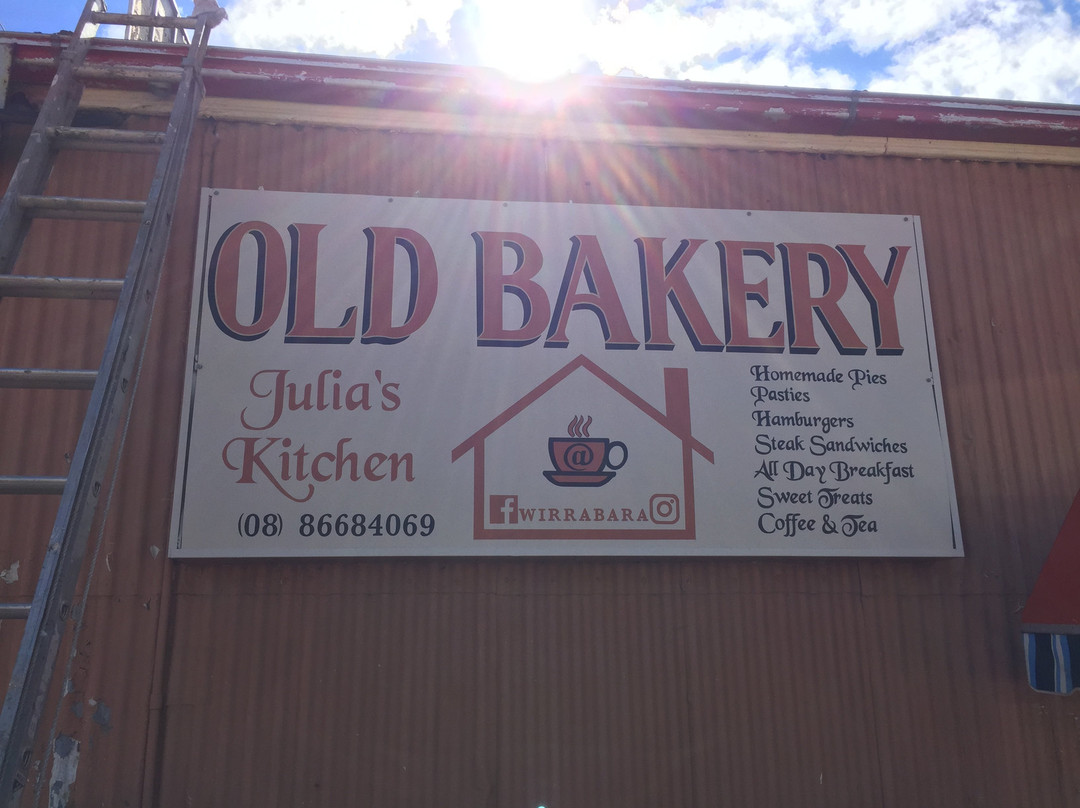 OLD BAKERY
Julia's
Kitchen
(08) 86684069
@
f WIRRABARA
Homemade Pies
Pasties
Hamburgers
Steak Sandwiches
All Day Breakfast
Sweet Treats
Coffee & Tea